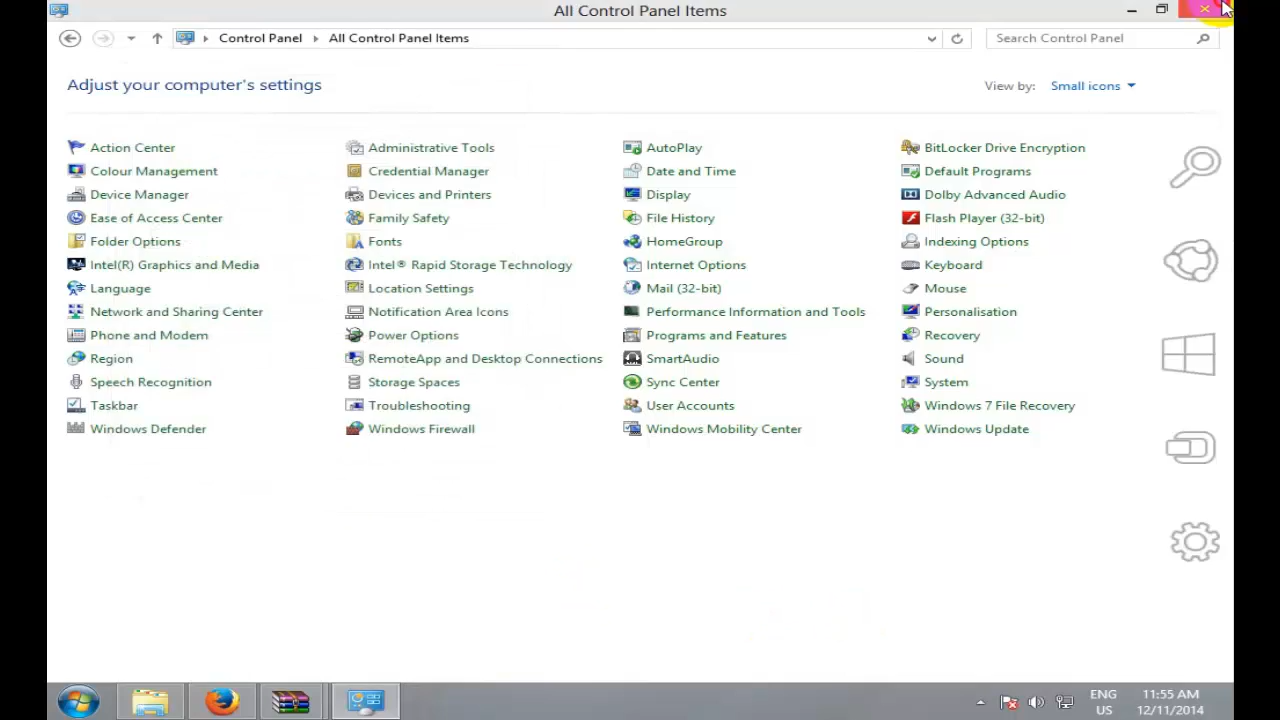 All Control Panel Items
Control Panel All Control Panel Items
Search Control Panel
Adjust your computer's settings
View by: Small icons
Action Center Administrative Tools AutoPlay BitLocker Drive Encryption
Colour Management Credential Manager Date and Time Default Programs
Device Manager Devices and Printers Display Dolby Advanced Audio
Ease of Access Center Family Safety File History Flash Player (32-bit)
Folder Options Fonts HomeGroup Indexing Options
Intel(R) Graphics and Media Intel® Rapid Storage Technology Internet Options Keyboard
Language Location Settings Mail (32-bit) Mouse
Network and Sharing Center Notification Area Icons Performance Information and Tools Personalisation
Phone and Modem Power Options Programs and Features Recovery
Region RemoteApp and Desktop Connections SmartAudio Sound
Speech Recognition Storage Spaces Sync Center System
Taskbar Troubleshooting User Accounts Windows 7 File Recovery
Windows Defender Windows Firewall Windows Mobility Center Windows Update
ENG 11:55 AM
US 12/11/2014